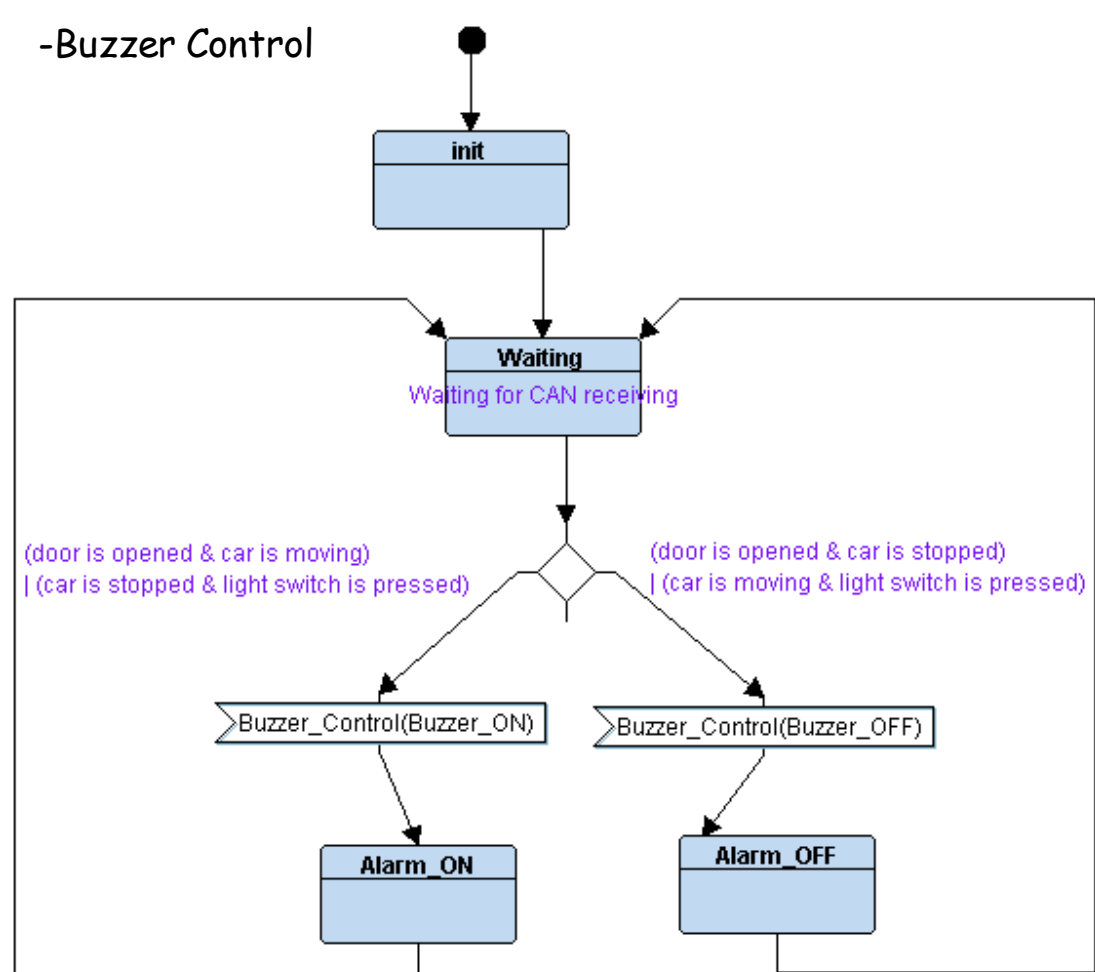 -Buzzer Control
init
Waiting
Waiting for CAN receiving
(door is opened & car is moving)
| (car is stopped & light switch is pressed)
(door is opened & car is stopped)
| (car is moving & light switch is pressed)
Buzzer_Control(Buzzer_ON)
Buzzer_Control(Buzzer_OFF)
Alarm_ON
Alarm_OFF